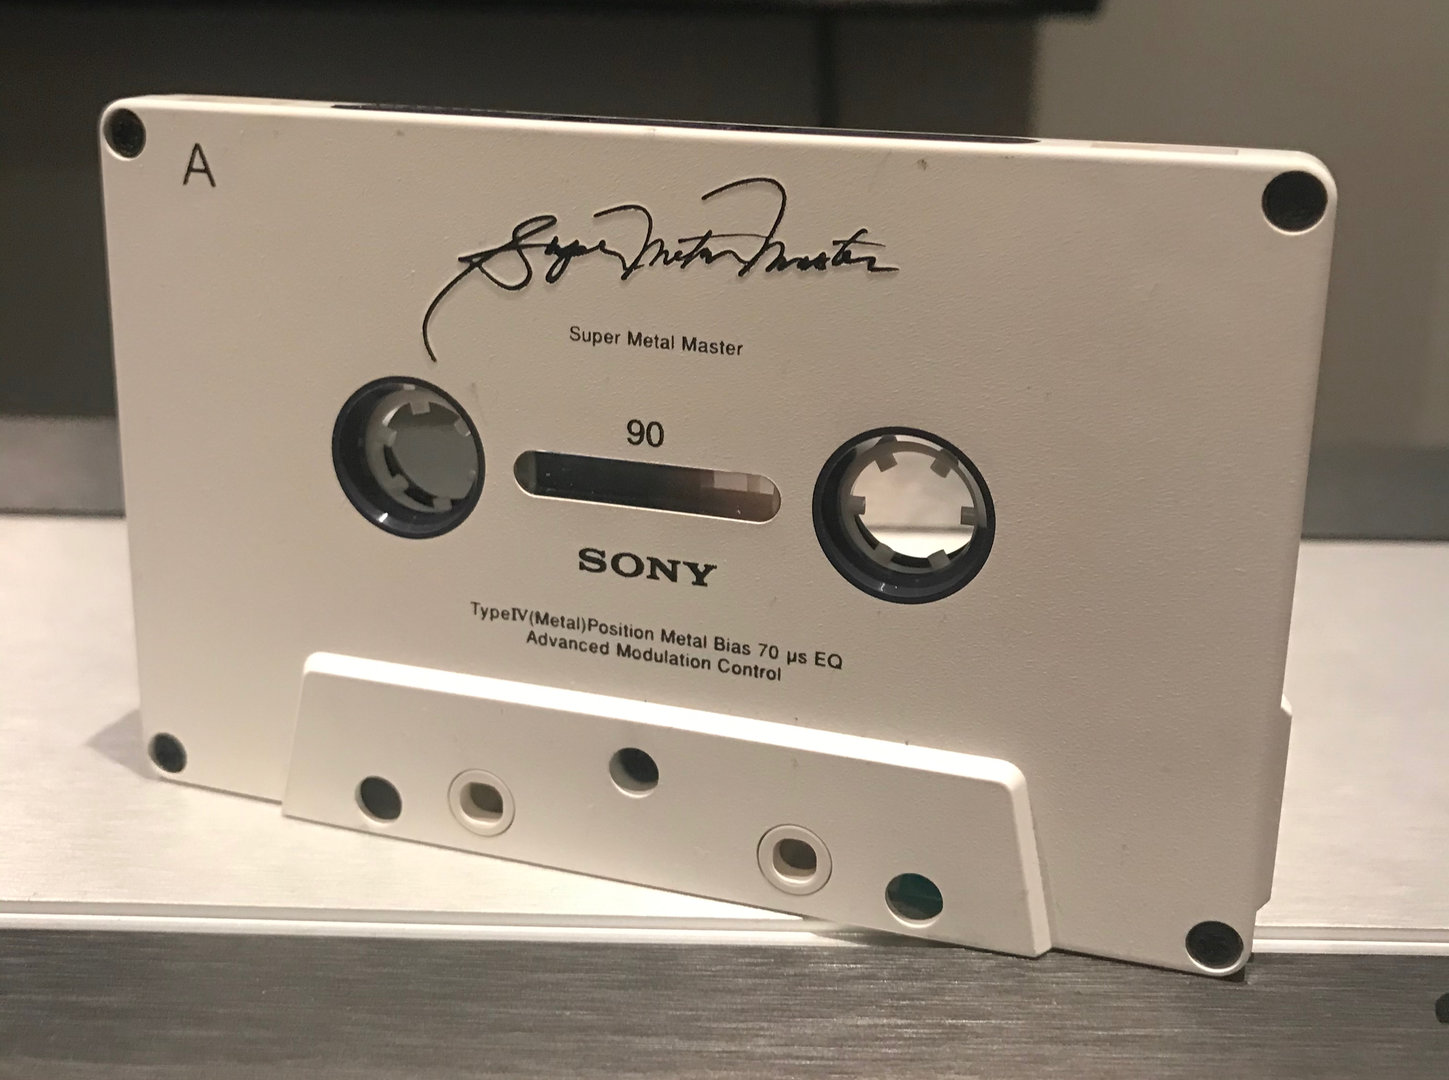 A
Super Metal Master
Super Metal Master
90
SONY
TypeⅣ(Metal)Position Metal Bias 70 µs EQ
Advanced Modulation Control